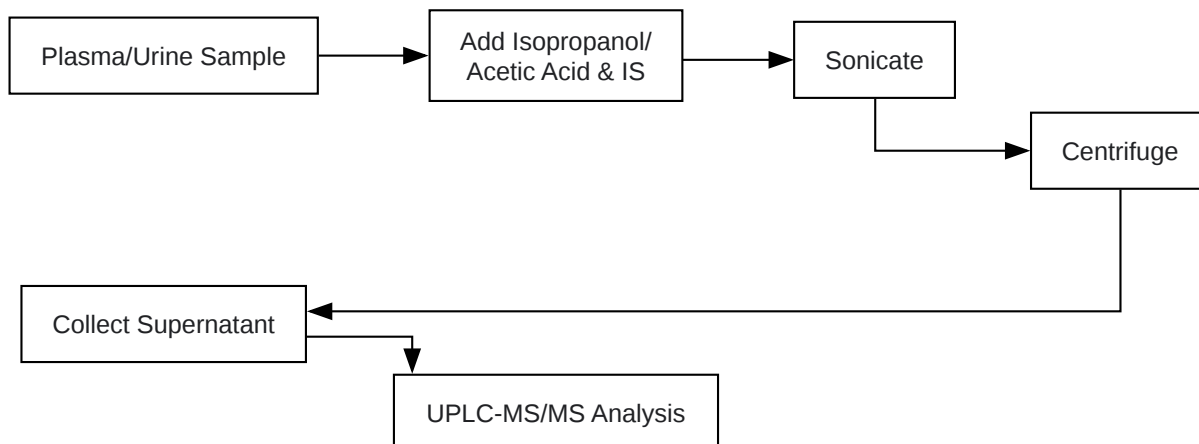 Plasma/Urine Sample
Add Isopropanol/
Acetic Acid & IS
Sonicate
Centrifuge
Collect Supernatant
UPLC-MS/MS Analysis